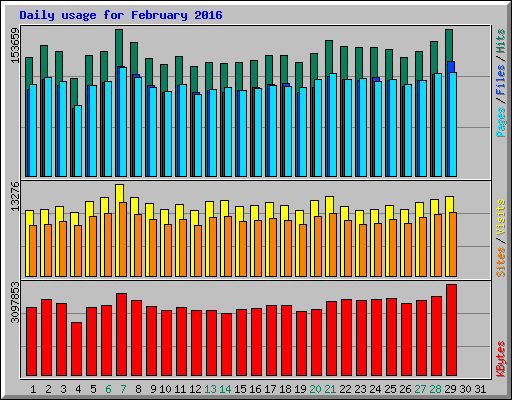 Daily usage for February 2016
153659
Pages / Files / Hits
13276
Sites / Visits
3097853
KBytes
1 2 3 4 5 6 7 8 9 10 11 12 13 14 15 16 17 18 19 20 21 22 23 24 25 26 27 28 29 30 31